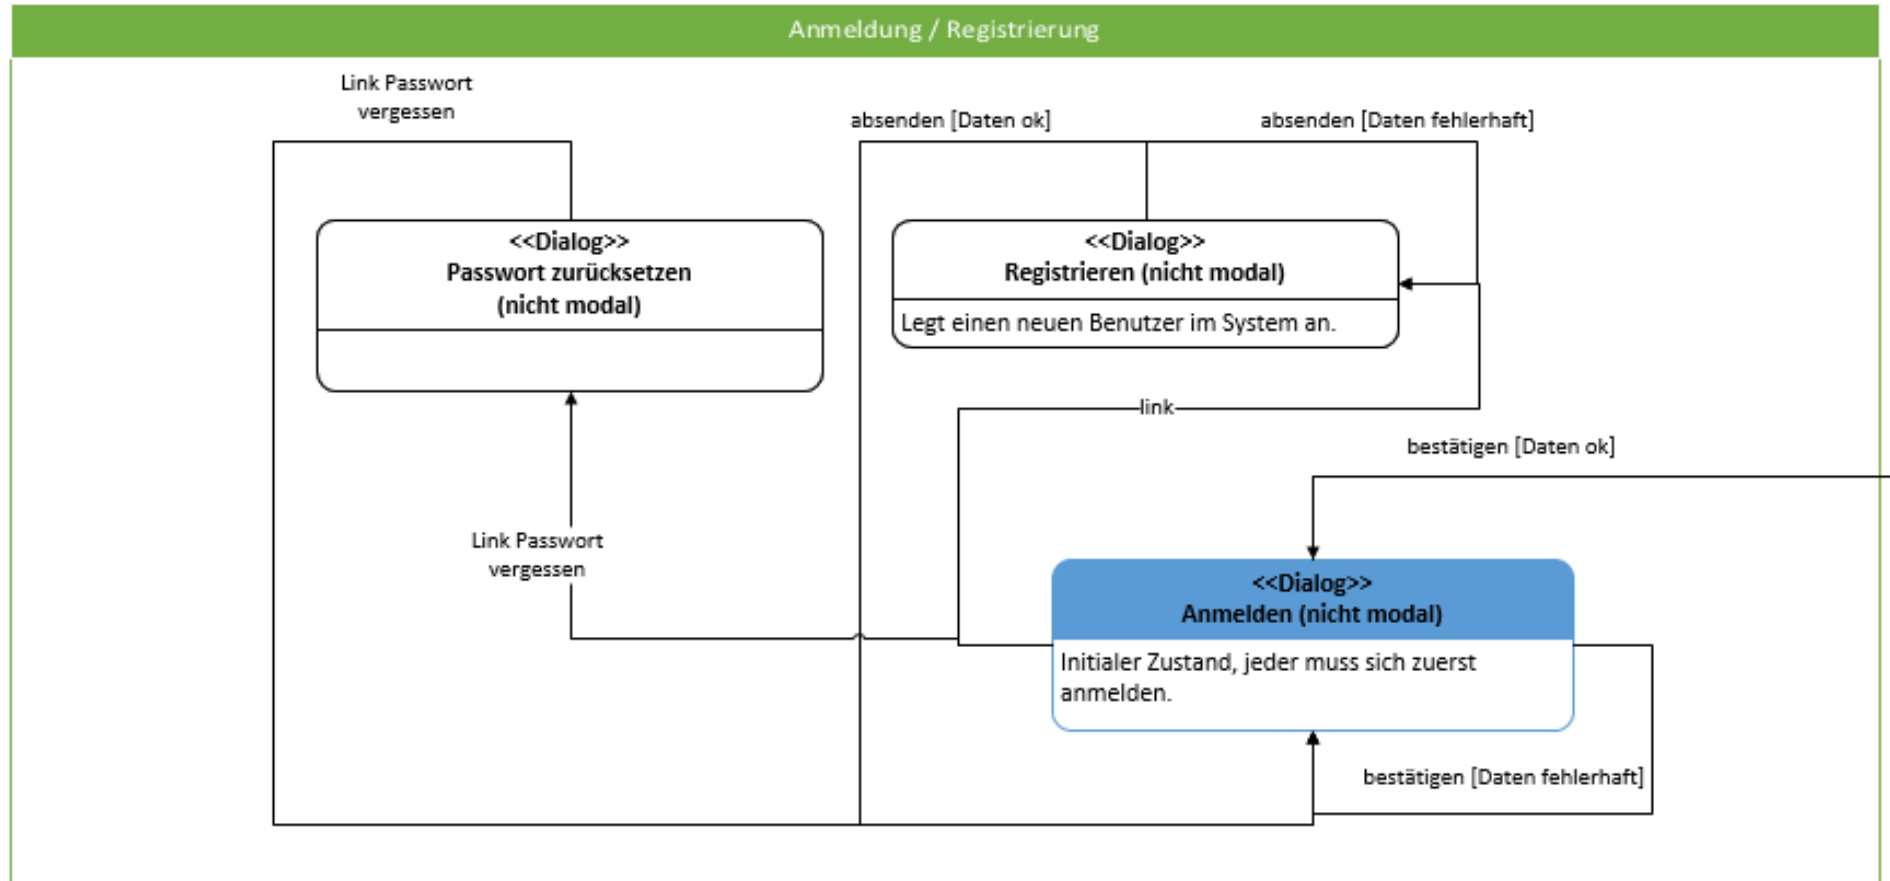 Anmeldung / Registrierung
Link Passwort
vergessen
absenden [Daten ok]
absenden [Daten fehlerhaft]
<<Dialog>>
Passwort zurücksetzen
(nicht modal)
<<Dialog>>
Registrieren (nicht modal)
Legt einen neuen Benutzer im System an.
link
bestätigen [Daten ok]
Link Passwort
vergessen
<<Dialog>>
Anmelden (nicht modal)
Initialer Zustand, jeder muss sich zuerst
anmelden.
bestätigen [Daten fehlerhaft]